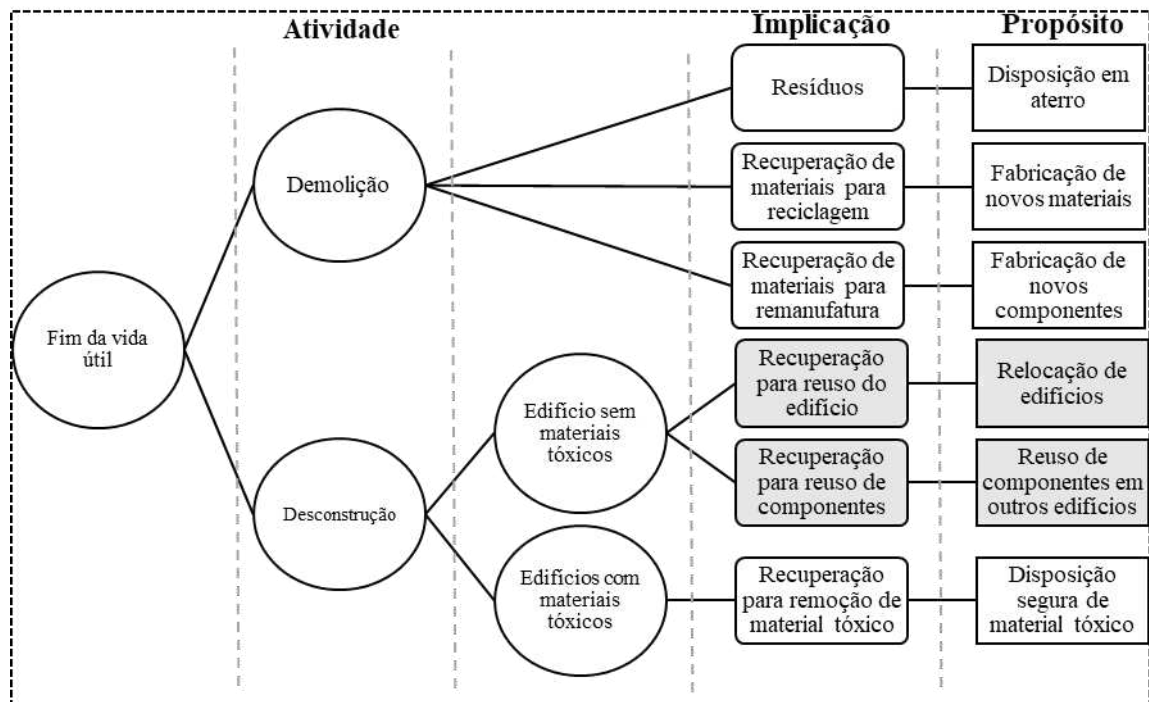 Atividade
Implicação
Propósito
Resíduos
Disposição em
aterro
Demolição
Recuperação de
materiais para
reciclagem
Fabricação de
novos materiais
Recuperação de
materiais para
remanufatura
Fabricação de
novos
componentes
Fim da vida
útil
Recuperação
para reuso do
edifício
Relocação de
edifícios
Edifício sem
materiais
tóxicos
Recuperação
para reuso de
componentes
Reuso de
componentes em
outros edifícios
Desconstrução
Edifícios com
materiais
tóxicos
Recuperação
para remoção de
material tóxico
Disposição
segura de
material tóxico